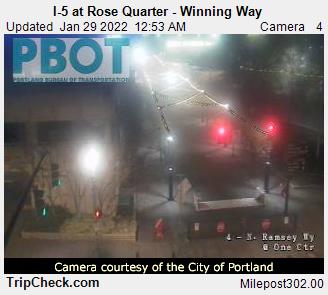 I-5 at Rose Quarter - Winning Way
Updated Jan 29 2022 12:53 AM Camera 4
PBOT
PORTLAND BUREAU OF TRANSPORTATION
4 - N. Ramsey Wy
@ One Ctr
Camera courtesy of the City of Portland
TripCheck.com Milepost302.00